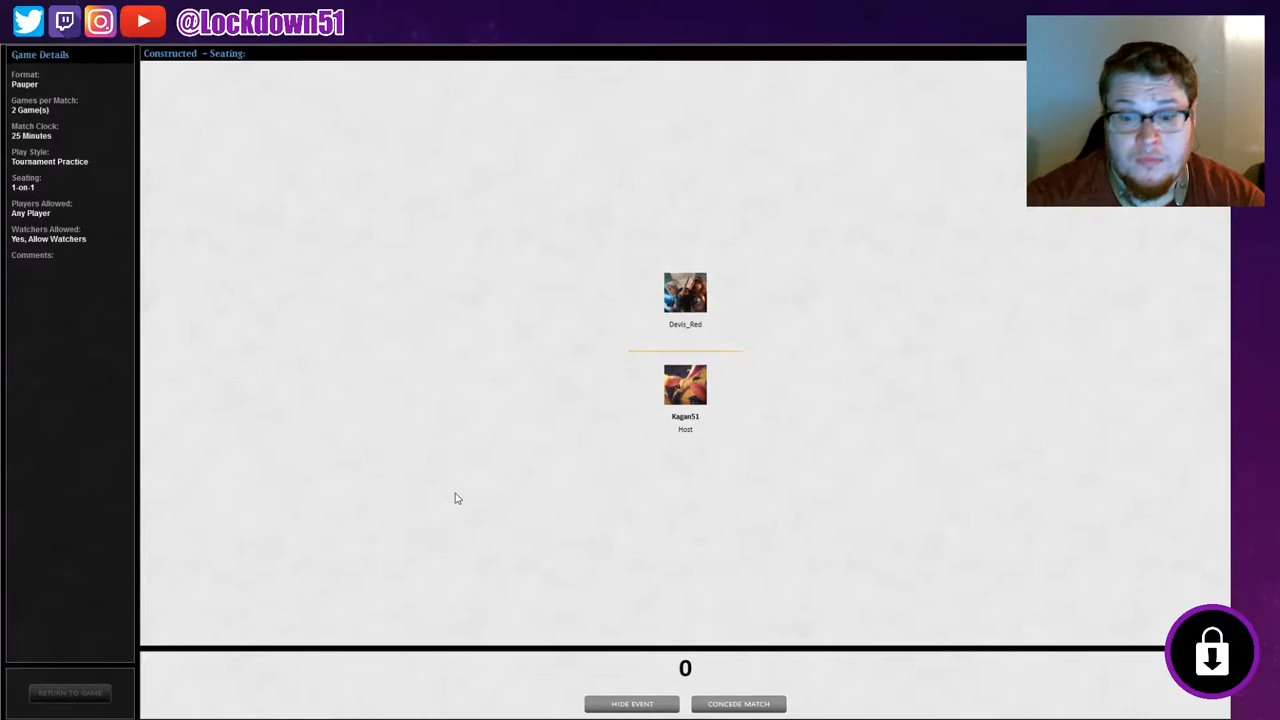 @Lockdown51
Game Details
Format:
Pauper
Games per Match:
2 Game(s)
Match Clock:
25 Minutes
Play Style:
Tournament Practice
Seating:
1-on-1
Players Allowed:
Any Player
Watchers Allowed:
Yes, Allow Watchers
Comments:
RETURN TO GAME
Constructed - Seating:
Devis_Red
Kagan51
Host
0
HIDE EVENT
CONCEDE MATCH